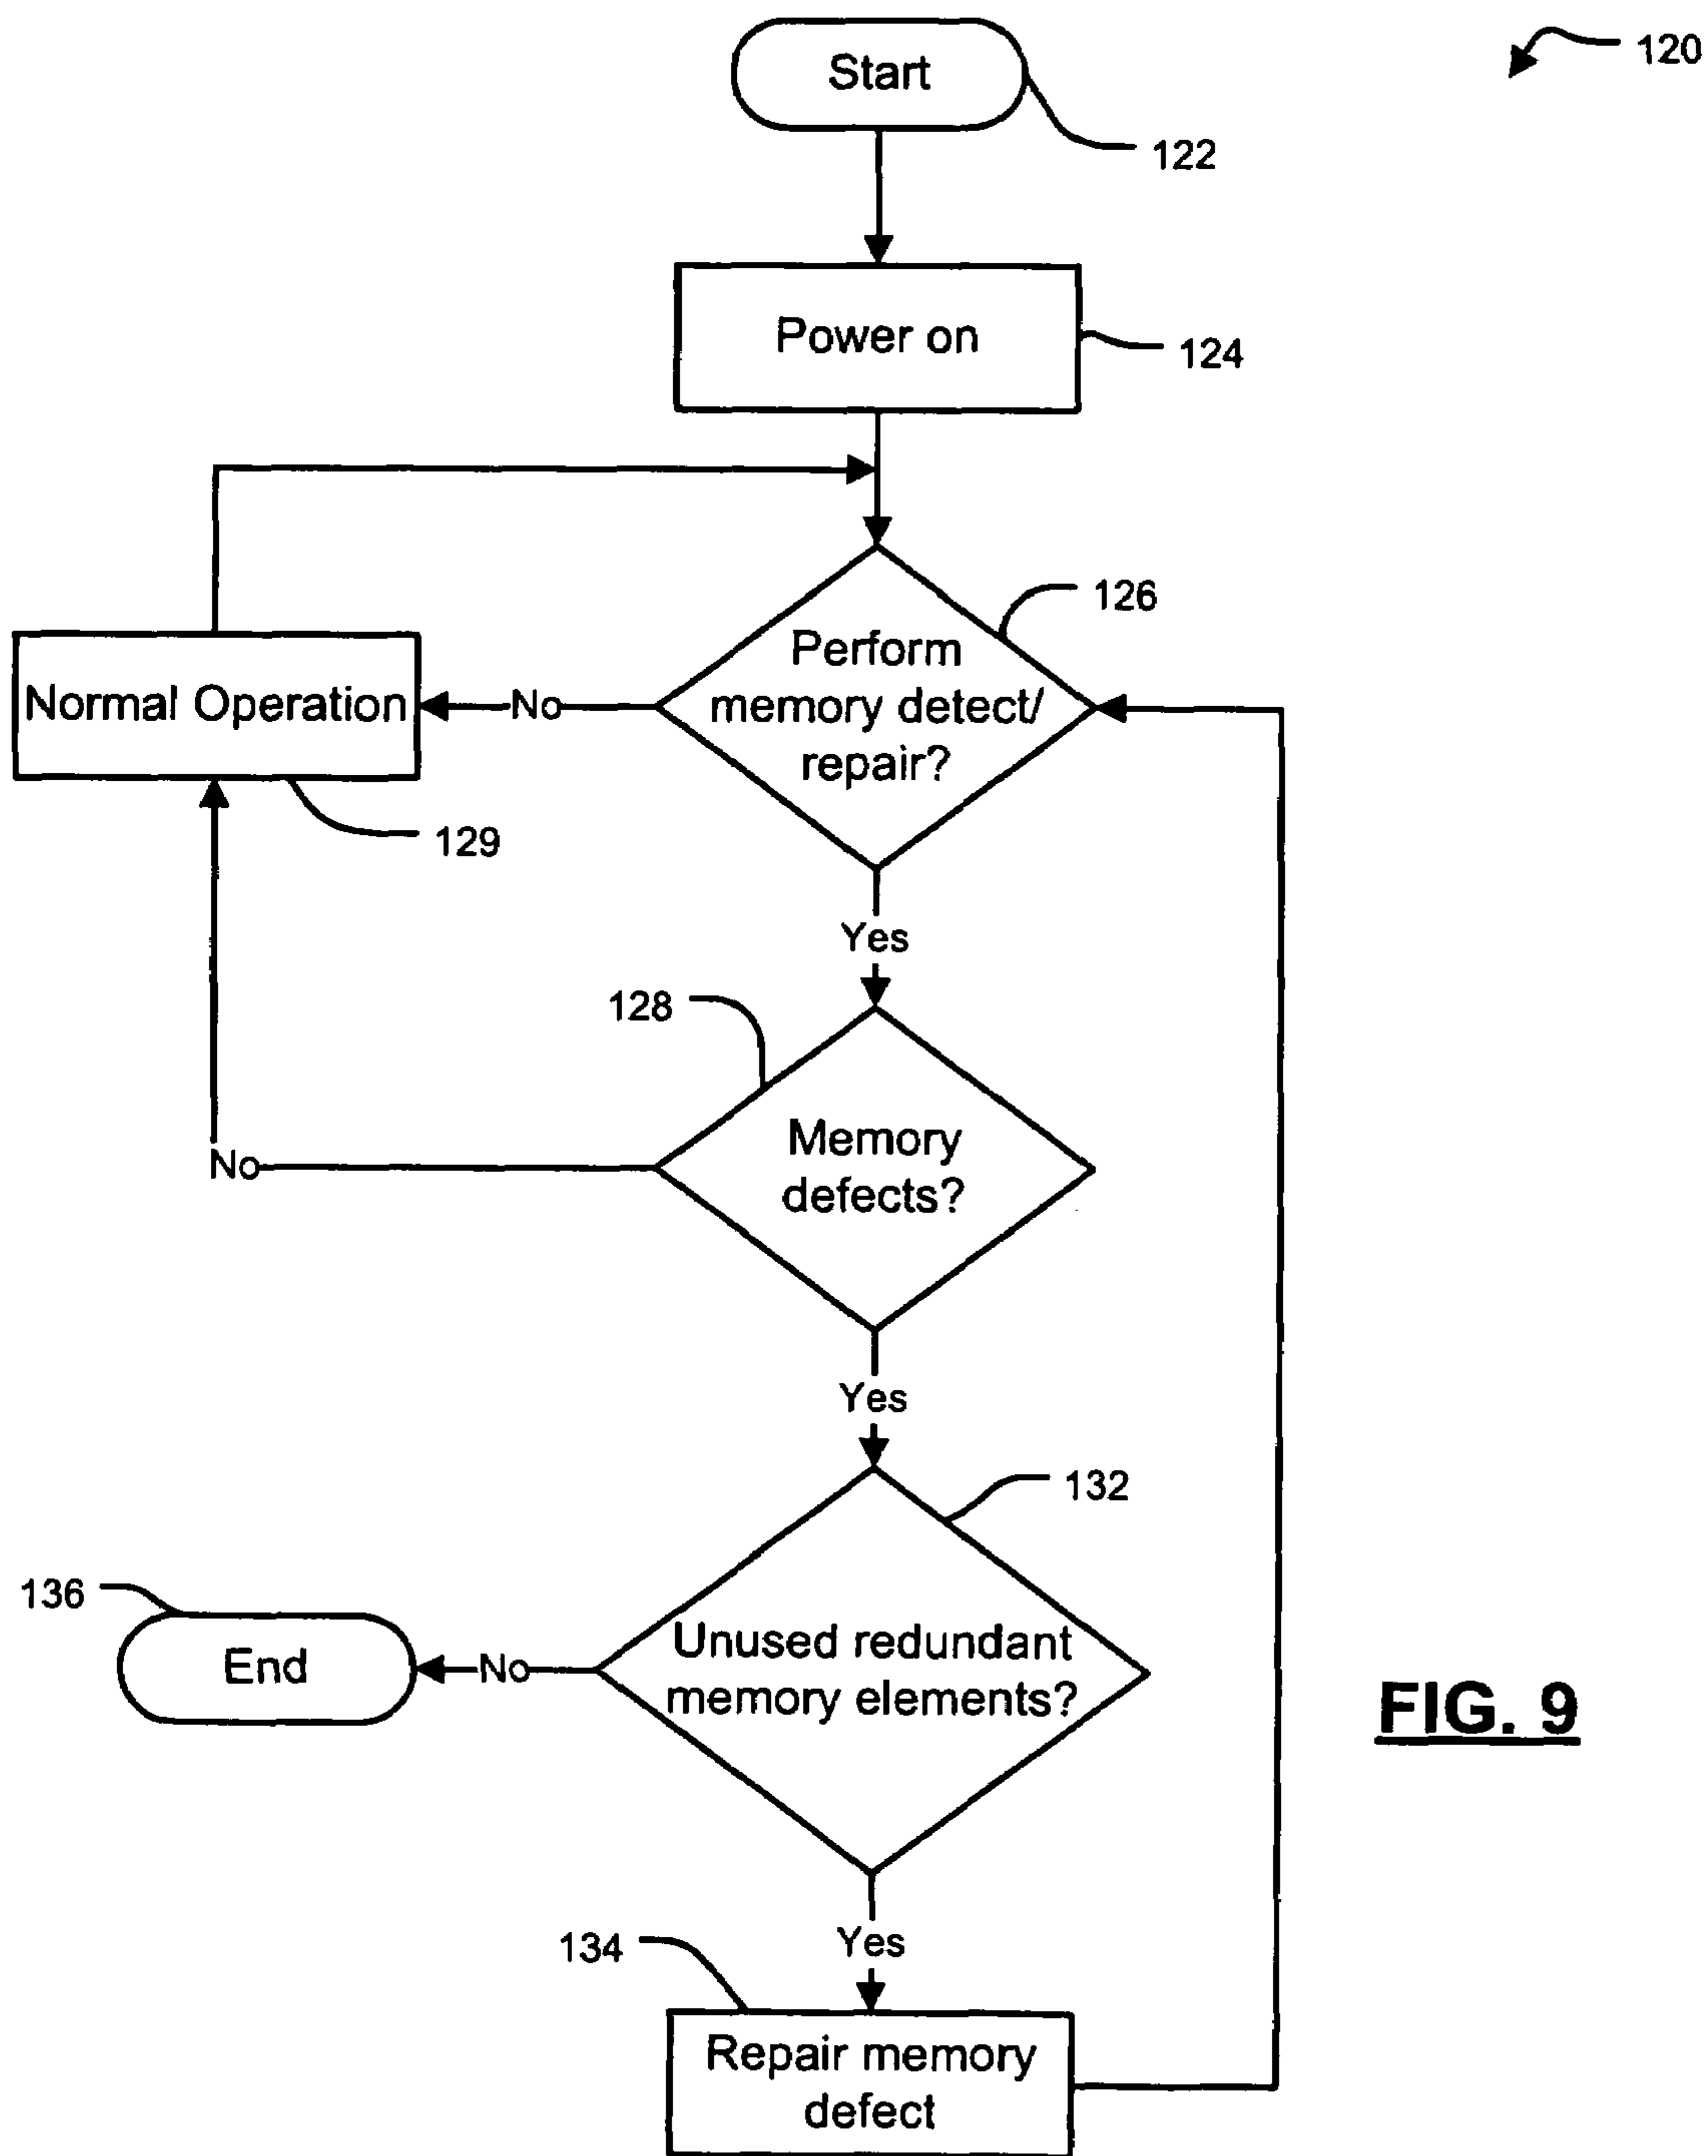 Start
120
122
Power on
124
126
Perform
memory detect/
repair?
Normal Operation
No
129
Yes
128
Memory
defects?
No
Yes
132
136
End
No
Unused redundant
memory elements?
FIG. 9
Yes
134
Repair memory
defect